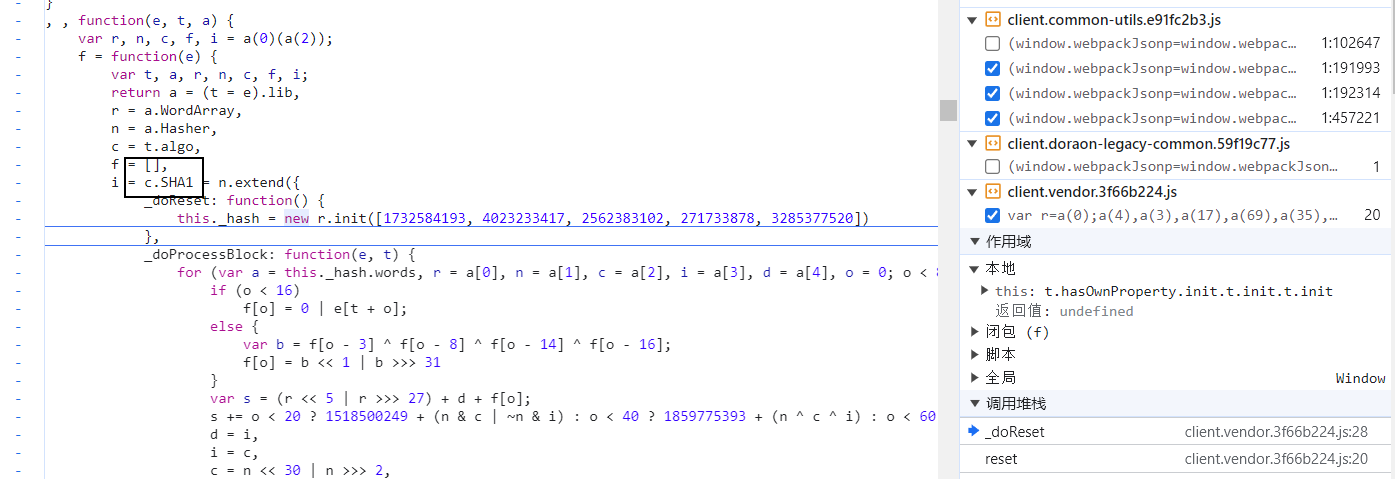 }
, , function(e, t, a) {
var r, n, c, f, i = a(0)(a(2));
f = function(e) {
var t, a, r, n, c, f, i;
return a = (t = e).lib,
r = a.WordArray,
n = a.Hasher,
c = t.algo,
f = [],
i = c.SHA1 = n.extend({
_doReset: function() {
this._hash = new r.init([1732584193, 4023233417, 2562383102, 271733878, 3285377520])
},
_doProcessBlock: function(e, t) {
for (var a = this._hash.words, r = a[0], n = a[1], c = a[2], i = a[3], d = a[4], o = 0; o <
if (o < 16)
f[o] = 0 | e[t + o];
else {
var b = f[o - 3] ^ f[o - 8] ^ f[o - 14] ^ f[o - 16];
f[o] = b << 1 | b >>> 31
}
var s = (r << 5 | r >>> 27) + d + f[o];
s += o < 20 ? 1518500249 + (n & c | ~n & i) : o < 40 ? 1859775393 + (n ^ c ^ i) : o < 60
d = i,
i = c,
c = n << 30 | n >>> 2,
client.common-utils.e91fc2b3.js
(window.webpackJsonp=window.webpac… 1:102647
(window.webpackJsonp=window.webpac… 1:191993
(window.webpackJsonp=window.webpac… 1:192314
(window.webpackJsonp=window.webpac… 1:457221
client.doraon-legacy-common.59f19c77.js
(window.webpackJsonp=window.webpackJson… 1
client.vendor.3f66b224.js
var r=a(0);a(4),a(3),a(17),a(69),a(35),… 20
作用域
本地
this: t.hasOwnProperty.init.t.init.t.init
返回值: undefined
闭包 (f)
脚本
全局 Window
调用堆栈
_doReset client.vendor.3f66b224.js:28
reset client.vendor.3f66b224.js:20